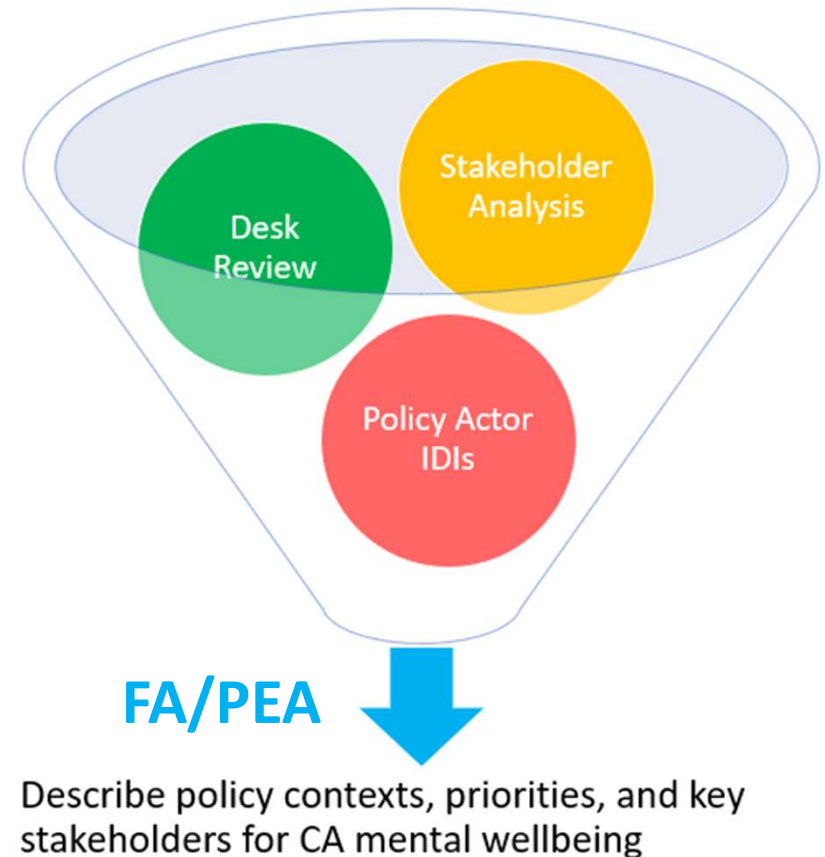 Stakeholder
Analysis
Desk
Review
Policy Actor
IDIs
FA/PEA
Describe policy contexts, priorities, and key
stakeholders for CA mental wellbeing